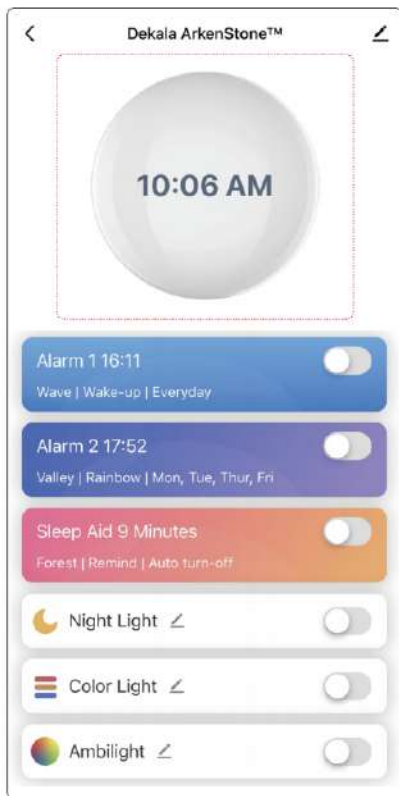 Dekala ArkenStone™
10:06 AM
Alarm 1 16:11
Wave | Wake-up | Everyday
Alarm 2 17:52
Valley | Rainbow | Mon, Tue, Thur, Fri
Sleep Aid 9 Minutes
Forest | Remind | Auto turn-off
Night Light
Color Light
Ambilight